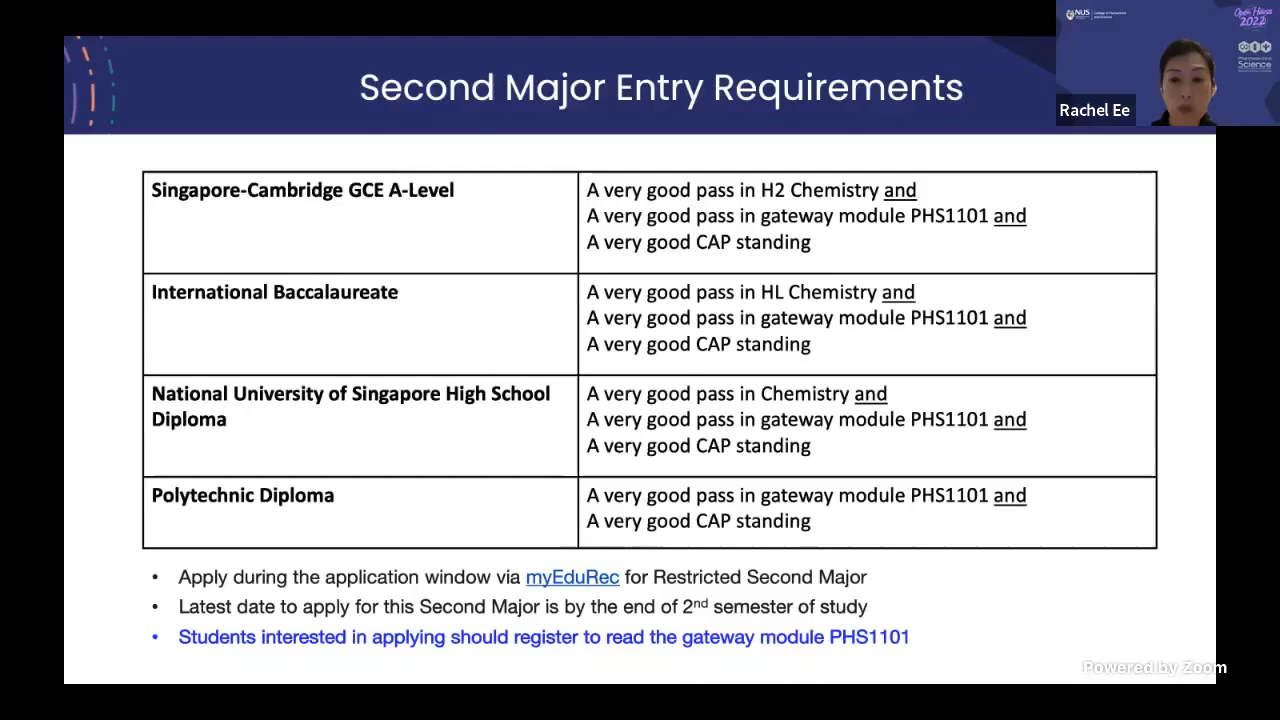 Second Major Entry Requirements
NUS
Open House
2022
Pharmaceutical
Science
Rachel Ee
Singapore-Cambridge GCE A-Level
A very good pass in H2 Chemistry and
A very good pass in gateway module PHS1101 and
A very good CAP standing
International Baccalaureate
A very good pass in HL Chemistry and
A very good pass in gateway module PHS1101 and
A very good CAP standing
National University of Singapore High School
Diploma
A very good pass in Chemistry and
A very good pass in gateway module PHS1101 and
A very good CAP standing
Polytechnic Diploma
A very good pass in gateway module PHS1101 and
A very good CAP standing
• Apply during the application window via myEduRec for Restricted Second Major
• Latest date to apply for this Second Major is by the end of 2nd semester of study
• Students interested in applying should register to read the gateway module PHS1101
Powered by Zoom